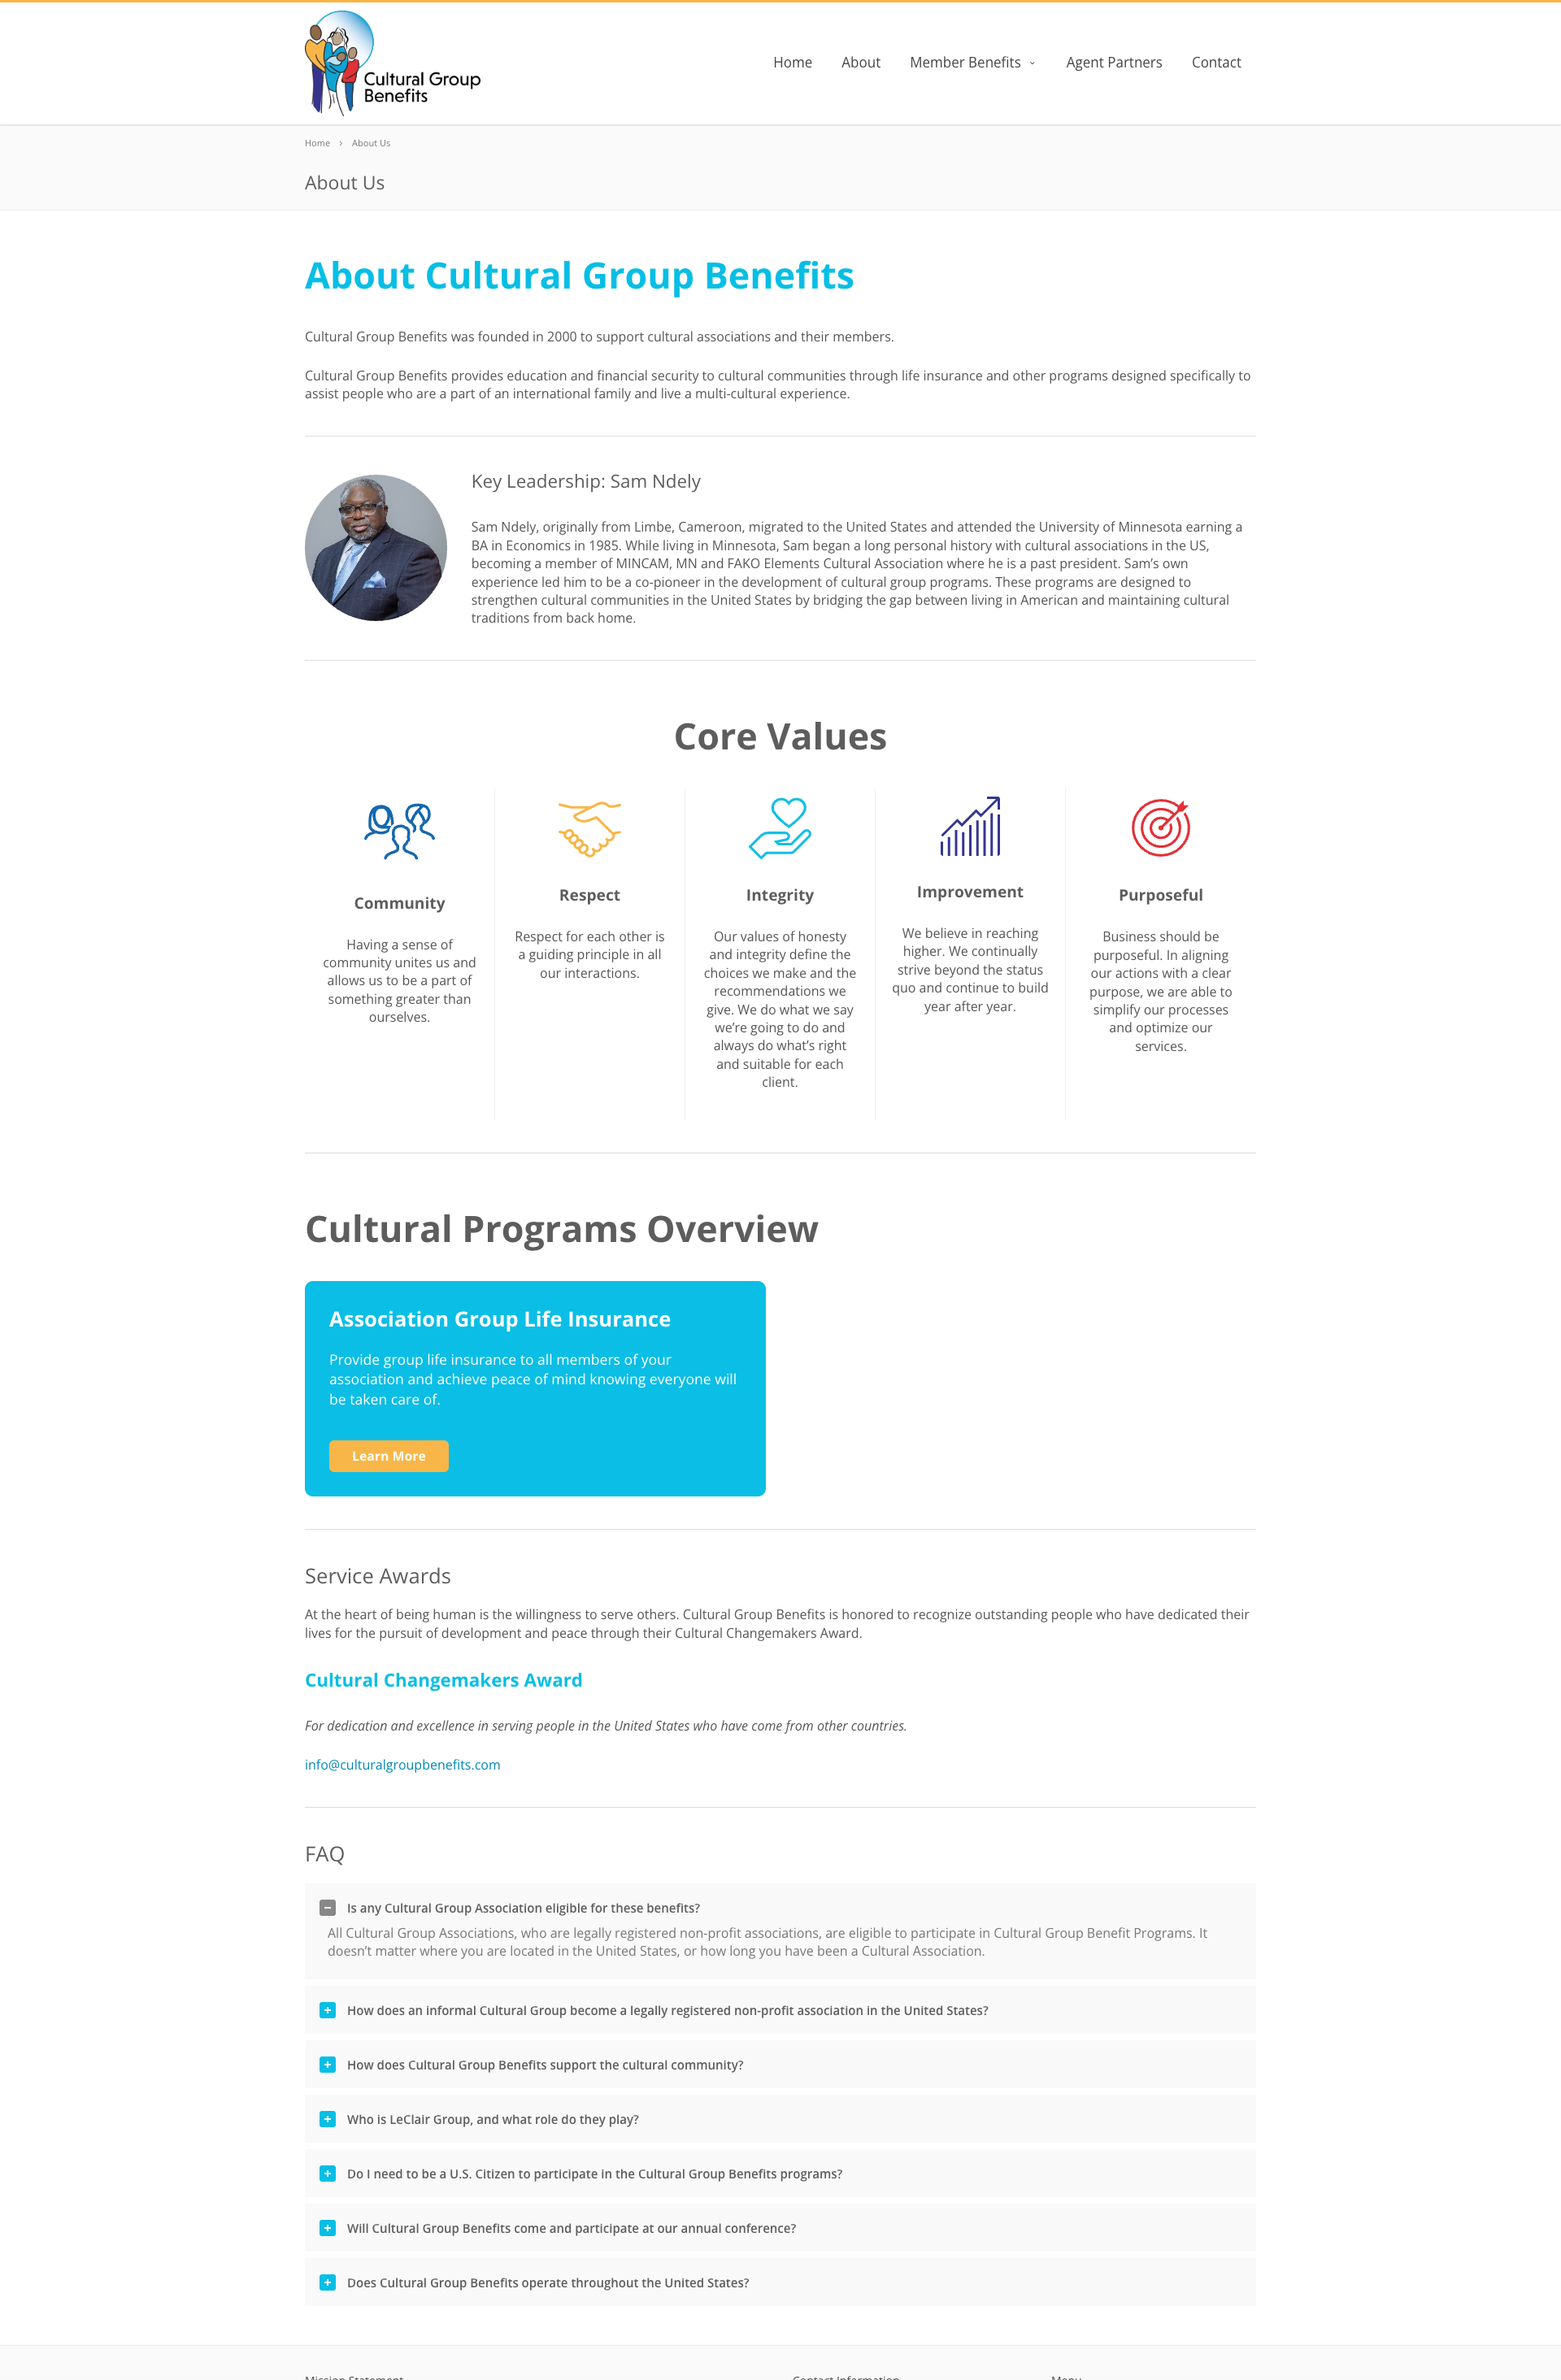 Cultural Group
Benefits
Home
About
Member Benefits
Agent Partners
Contact
Home › About Us
About Us
About Cultural Group Benefits
Cultural Group Benefits was founded in 2000 to support cultural associations and their members.
Cultural Group Benefits provides education and financial security to cultural communities through life insurance and other programs designed specifically to
assist people who are a part of an international family and live a multi-cultural experience.
Key Leadership: Sam Ndely
Sam Ndely, originally from Limbe, Cameroon, migrated to the United States and attended the University of Minnesota earning a
BA in Economics in 1985. While living in Minnesota, Sam began a long personal history with cultural associations in the US,
becoming a member of MINCAM, MN and FAKO Elements Cultural Association where he is a past president. Sam’s own
experience led him to be a co-pioneer in the development of cultural group programs. These programs are designed to
strengthen cultural communities in the United States by bridging the gap between living in American and maintaining cultural
traditions from back home.
Core Values
Community
Having a sense of
community unites us and
allows us to be a part of
something greater than
ourselves.
Respect
Respect for each other is
a guiding principle in all
our interactions.
Integrity
Our values of honesty
and integrity define the
choices we make and the
recommendations we
give. We do what we say
we’re going to do and
always do what’s right
and suitable for each
client.
Improvement
We believe in reaching
higher. We continually
strive beyond the status
quo and continue to build
year after year.
Purposeful
Business should be
purposeful. In aligning
our actions with a clear
purpose, we are able to
simplify our processes
and optimize our
services.
Cultural Programs Overview
Association Group Life Insurance
Provide group life insurance to all members of your
association and achieve peace of mind knowing everyone will
be taken care of.
Learn More
Service Awards
At the heart of being human is the willingness to serve others. Cultural Group Benefits is honored to recognize outstanding people who have dedicated their
lives for the pursuit of development and peace through their Cultural Changemakers Award.
Cultural Changemakers Award
For dedication and excellence in serving people in the United States who have come from other countries.
info@culturalgroupbenefits.com
FAQ
Is any Cultural Group Association eligible for these benefits?
All Cultural Group Associations, who are legally registered non-profit associations, are eligible to participate in Cultural Group Benefit Programs. It
doesn’t matter where you are located in the United States, or how long you have been a Cultural Association.
How does an informal Cultural Group become a legally registered non-profit association in the United States?
How does Cultural Group Benefits support the cultural community?
Who is LeClair Group, and what role do they play?
Do I need to be a U.S. Citizen to participate in the Cultural Group Benefits programs?
Will Cultural Group Benefits come and participate at our annual conference?
Does Cultural Group Benefits operate throughout the United States?
Mission Statement
Contact Information
Menu